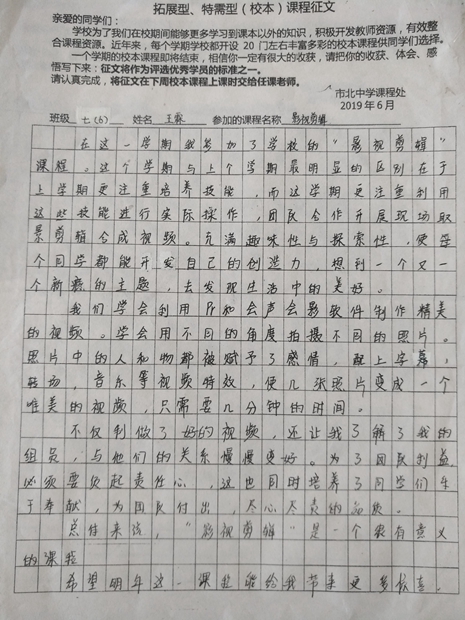 拓展型、特需型（校本）课程征文
亲爱的同学们：
学校为了我们在校期间能够更多学习到课本以外的知识，积极开发教师资源，有效整
合课程资源。近年来，每个学期学校都开设 20 门左右丰富多彩的校本课程供同学们选择。
一个学期的校本课程即将结束，相信你一定有很大的收获，请把你的收获、体会、感
悟写下来：征文将作为评选优秀学员的标准之一。
请认真完成，将征文在下周校本课程上课时交给任课老师。
市北中学课程处
2019 年 6 月
班级 七（6） 姓名 王 参加的课程名称 影视剪辑
在这一学期我参加了学校的“影视剪辑”
课程。这个学期与上个学期最明显的区别在于
上学期更注重培养技能，而这学期更注重利用
这些技能进行实际操作，团队合作开展现场取
景剪辑合成视频。充满趣味性与探索性，使每
个同学都能开发自己的创造力，想到一个又一
个新颖的主题，去发现生活中的美好。
我们学会利用 和会声会影软件制作精美
的视频。学会用不同的角度拍摄不同的照片。
照片中的人和物都被赋予了感情，配上字幕，
转场，音乐等视频特效，使几张照片变成一个
唯美的视频，只需要几分钟的时间。
不仅制做了好的视频，还让我了解了我的
组员，与他们的关系慢慢更好。为了团队利益，
必须要负起责任心，这也同时培养了同学们乐
于奉献，为团队付出，尽心尽责的品质。
总体来说，“影视剪辑”是一个很有意义
的课程
希望明年这一课程能给我带来更多惊喜。